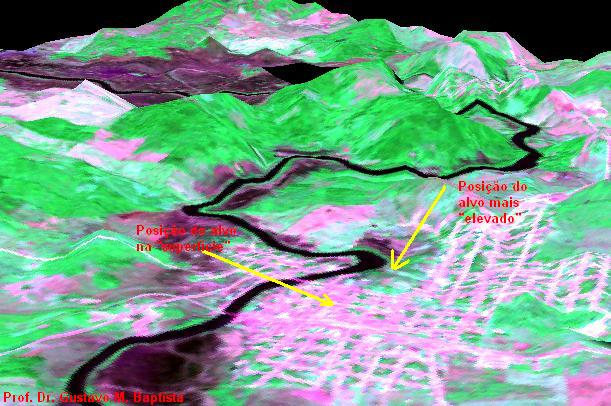 Posição do
alvo mais
"elevado"
Posição do alvo
na "superfície"
Prof. Dr. Gustavo M. Baptista